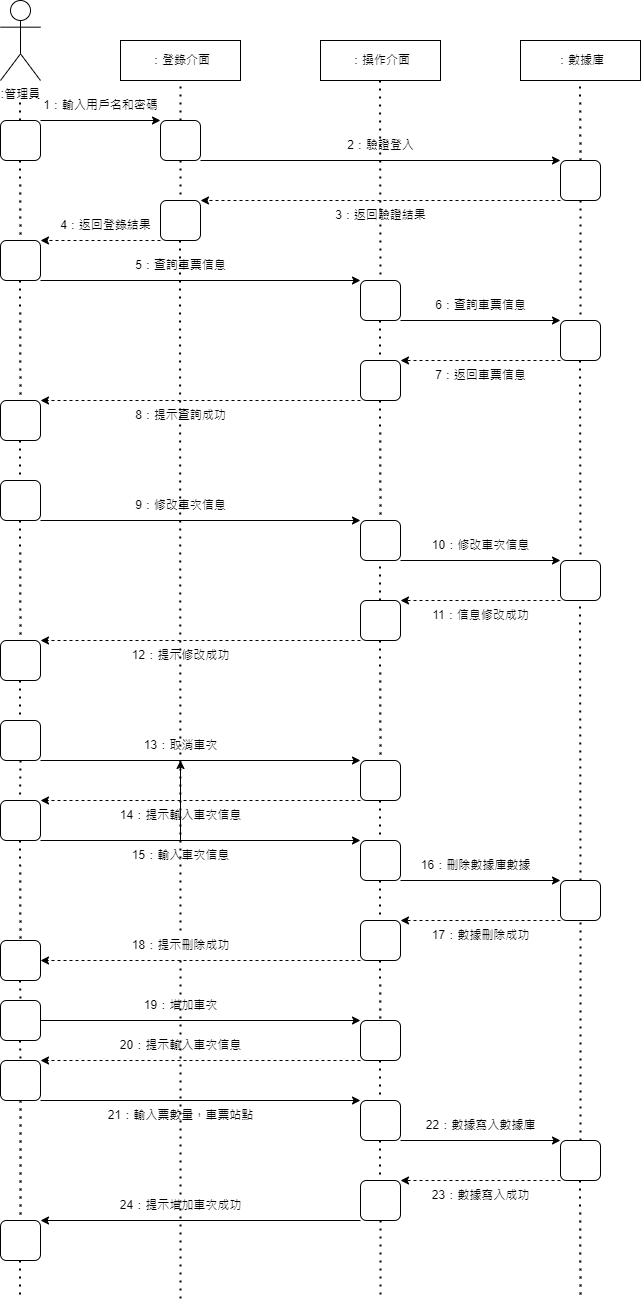 ：登錄介面
：操作介面
：數據庫
:管理員
1：輸入用戶名和密碼
2：驗證登入
3：返回驗證結果
4：返回登錄結果
5：查詢車票信息
6：查詢車票信息
7：返回車票信息
8：提示查詢成功
9：修改車次信息
10：修改車次信息
11：信息修改成功
12：提示修改成功
13：取消車次
14：提示輸入車次信息
15：輸入車次信息
16：刪除數據庫數據
17：數據刪除成功
18：提示刪除成功
19：增加車次
20：提示輸入車次信息
21：輸入票數量，車票站點
22：數據寫入數據庫
23：數據寫入成功
24：提示增加車次成功